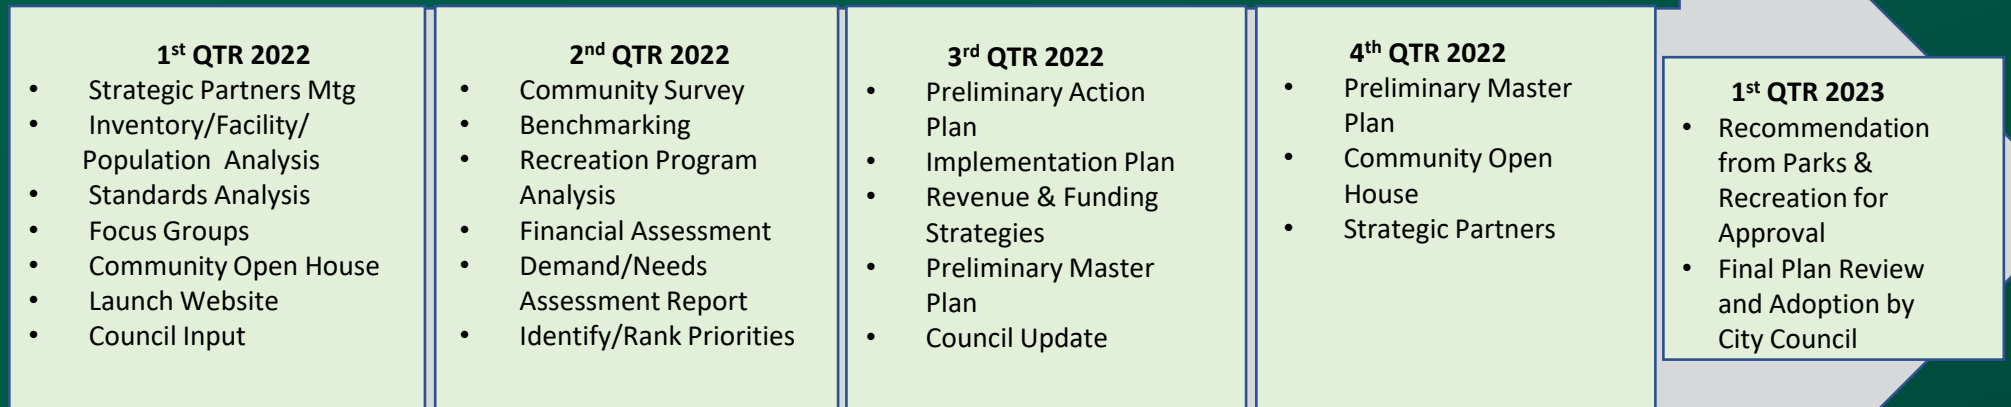 1st QTR 2022
• Strategic Partners Mtg
• Inventory/Facility/
Population Analysis
• Standards Analysis
• Focus Groups
• Community Open House
• Launch Website
• Council Input
2nd QTR 2022
• Community Survey
• Benchmarking
• Recreation Program
Analysis
• Financial Assessment
• Demand/Needs
Assessment Report
• Identify/Rank Priorities
3rd QTR 2022
• Preliminary Action
Plan
• Implementation Plan
• Revenue & Funding
Strategies
• Preliminary Master
Plan
• Council Update
4th QTR 2022
• Preliminary Master
Plan
• Community Open
House
• Strategic Partners
1st QTR 2023
• Recommendation
from Parks &
Recreation for
Approval
• Final Plan Review
and Adoption by
City Council